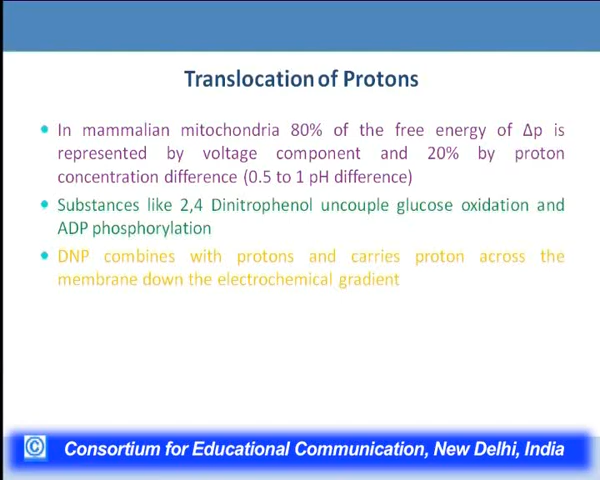 Translocation of Protons
In mammalian mitochondria 80% of the free energy of Δp is
represented by voltage component and 20% by proton
concentration difference (0.5 to 1 pH difference)
Substances like 2,4 Dinitrophenol uncouple glucose oxidation and
ADP phosphorylation
DNP combines with protons and carries proton across the
membrane down the electrochemical gradient
© Consortium for Educational Communication, New Delhi, India